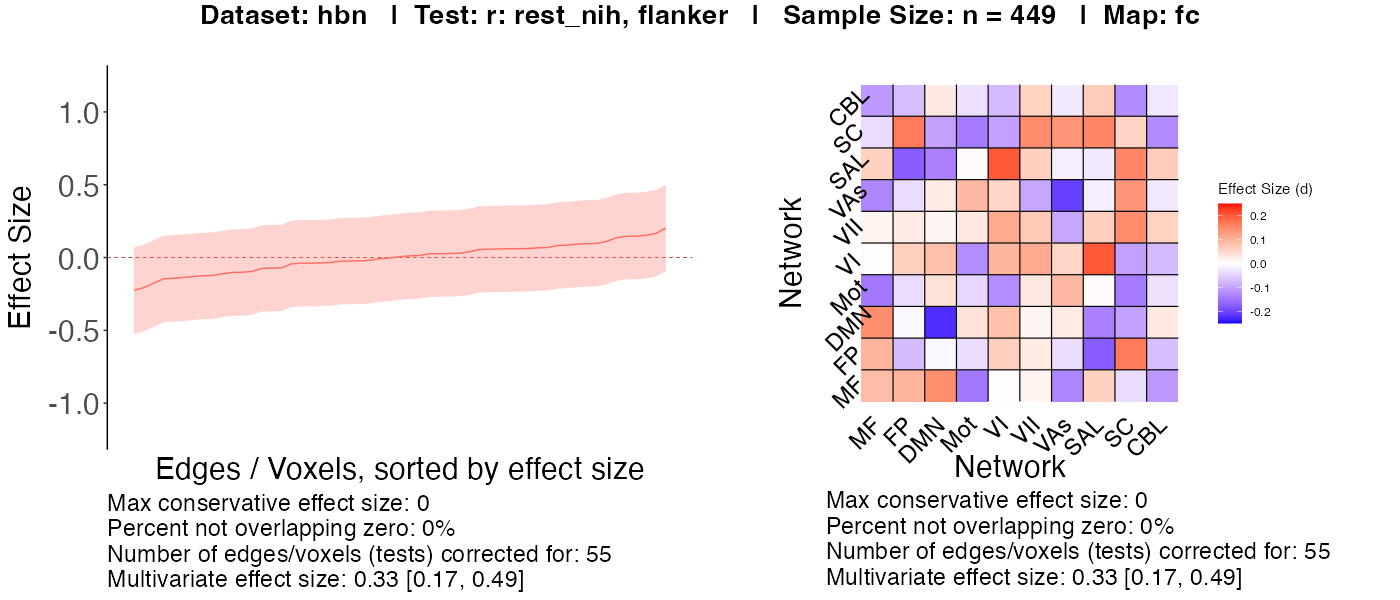 Dataset: hbn | Test: r: rest_nih, flanker | Sample Size: n = 449 | Map: fc
1.0
0.5
0.0
-0.5
-1.0
Effect Size
Edges / Voxels, sorted by effect size
Max conservative effect size: 0
Percent not overlapping zero: 0%
Number of edges/voxels (tests) corrected for: 55
Multivariate effect size: 0.33 [0.17, 0.49]
Network
CBL
SC
SAL
VAs
VII
VI
Mot
DMN
FP
MF
MF
FP
DMN
Mot
VI
VII
VAs
SAL
SC
CBL
Network
Effect Size (d)
0.2
0.1
0.0
-0.1
-0.2
Max conservative effect size: 0
Percent not overlapping zero: 0%
Number of edges/voxels (tests) corrected for: 55
Multivariate effect size: 0.33 [0.17, 0.49]